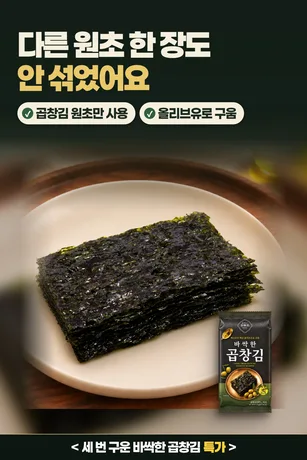 다른 원초 한 장도
안 섞었어요
곱창김 원초만 사용
올리브유로 구움
바싹한
곱창김
< 세 번 구운 바싹한 곱창김 특가 >